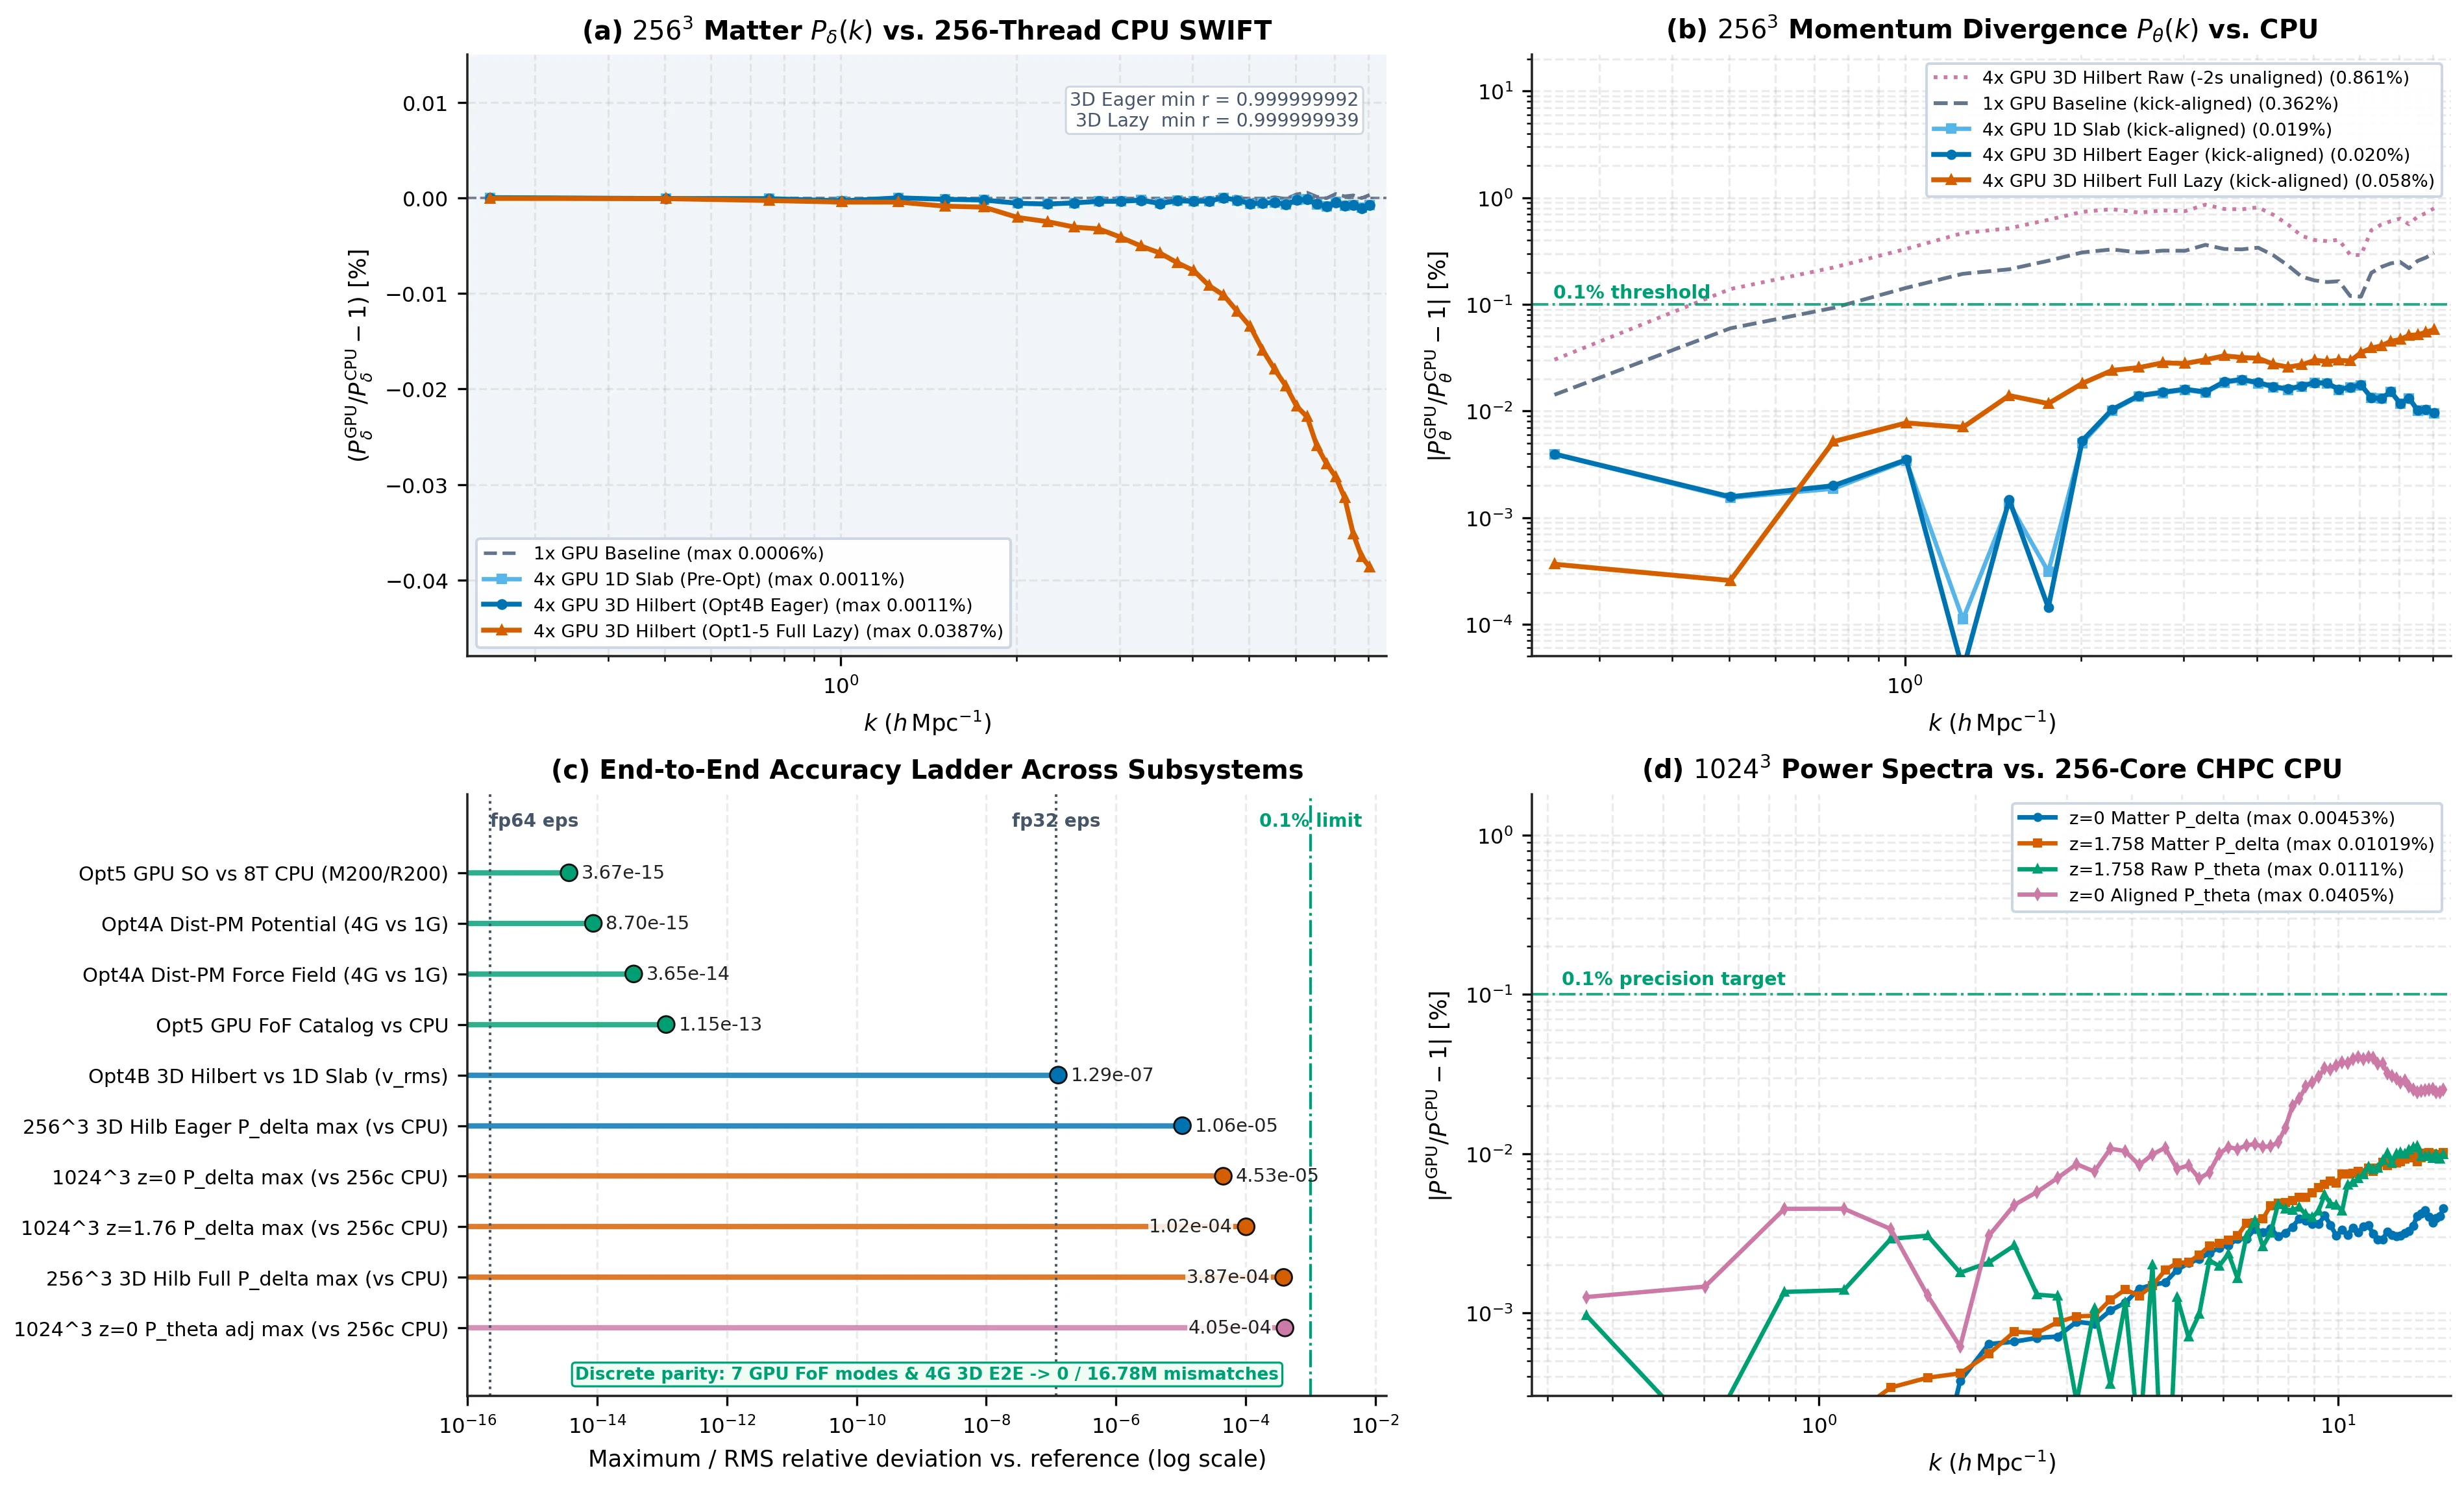 (a) 256³ Matter P_δ(k) vs. 256-Thread CPU SWIFT
3D Eager min r = 0.999999992
3D Lazy min r = 0.999999939
0.01
0.00
−0.01
−0.02
−0.03
−0.04
(P_δ^GPU/P_δ^CPU − 1) [%]
1x GPU Baseline (max 0.0006%)
4x GPU 1D Slab (Pre-Opt) (max 0.0011%)
4x GPU 3D Hilbert (Opt4B Eager) (max 0.0011%)
4x GPU 3D Hilbert (Opt1-5 Full Lazy) (max 0.0387%)
10⁰
k (h Mpc⁻¹)
(b) 256³ Momentum Divergence P_θ(k) vs. CPU
4x GPU 3D Hilbert Raw (-2s unaligned) (0.861%)
1x GPU Baseline (kick-aligned) (0.362%)
4x GPU 1D Slab (kick-aligned) (0.019%)
4x GPU 3D Hilbert Eager (kick-aligned) (0.020%)
4x GPU 3D Hilbert Full Lazy (kick-aligned) (0.058%)
10¹
10⁰
10⁻¹
10⁻²
10⁻³
10⁻⁴
|P_θ^GPU/P_θ^CPU − 1| [%]
0.1% threshold
10⁰
k (h Mpc⁻¹)
(c) End-to-End Accuracy Ladder Across Subsystems
fp64 eps
fp32 eps
0.1% limit
Opt5 GPU SO vs 8T CPU (M200/R200)
3.67e-15
Opt4A Dist-PM Potential (4G vs 1G)
8.70e-15
Opt4A Dist-PM Force Field (4G vs 1G)
3.65e-14
Opt5 GPU FoF Catalog vs CPU
1.15e-13
Opt4B 3D Hilbert vs 1D Slab (v_rms)
1.29e-07
256^3 3D Hilb Eager P_delta max (vs CPU)
1.06e-05
1024^3 z=0 P_delta max (vs 256c CPU)
4.53e-05
1024^3 z=1.76 P_delta max (vs 256c CPU)
1.02e-04
256^3 3D Hilb Full P_delta max (vs CPU)
3.87e-04
1024^3 z=0 P_theta adj max (vs 256c CPU)
4.05e-04
Discrete parity: 7 GPU FoF modes & 4G 3D E2E -> 0 / 16.78M mismatches
10⁻¹⁶
10⁻¹⁴
10⁻¹²
10⁻¹⁰
10⁻⁸
10⁻⁶
10⁻⁴
10⁻²
Maximum / RMS relative deviation vs. reference (log scale)
(d) 1024³ Power Spectra vs. 256-Core CHPC CPU
z=0 Matter P_delta (max 0.00453%)
z=1.758 Matter P_delta (max 0.01019%)
z=1.758 Raw P_theta (max 0.0111%)
z=0 Aligned P_theta (max 0.0405%)
10⁰
10⁻¹
10⁻²
10⁻³
|P^GPU/P^CPU − 1| [%]
0.1% precision target
10⁰
10¹
k (h Mpc⁻¹)